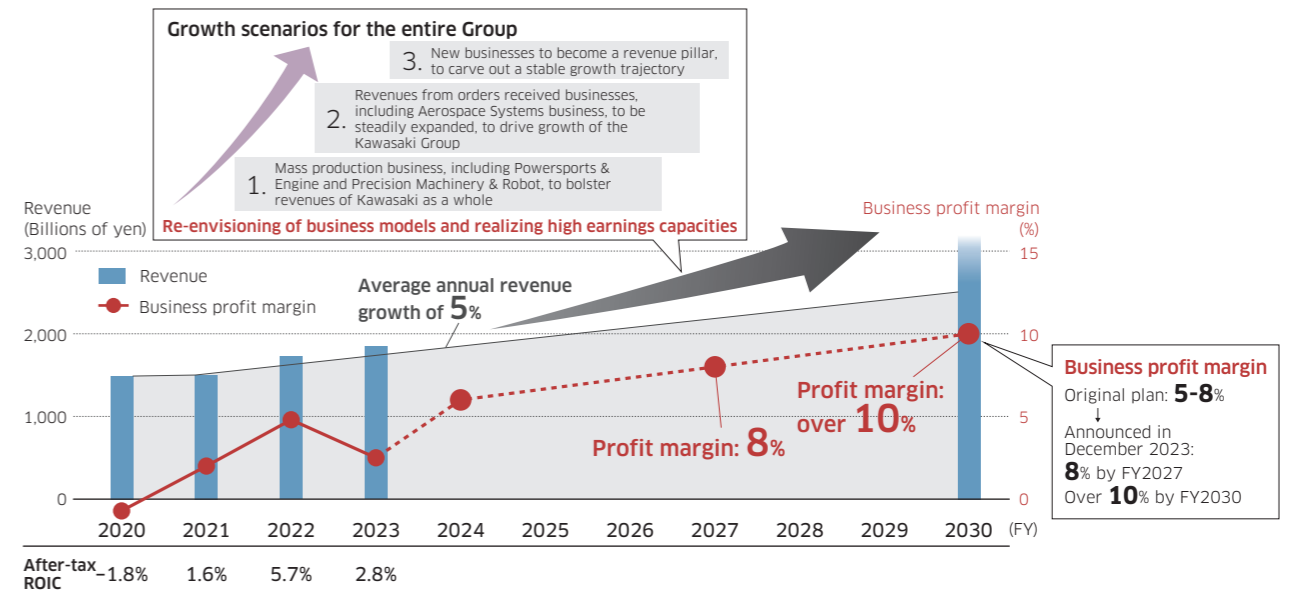 Growth scenarios for the entire Group
3. New businesses to become a revenue pillar,
to carve out a stable growth trajectory
2. Revenues from orders received businesses,
including Aerospace Systems business, to be
steadily expanded, to drive growth of the
Kawasaki Group
1. Mass production business, including Powersports &
Engine and Precision Machinery & Robot, to bolster
revenues of Kawasaki as a whole
Re-envisioning of business models and realizing high earnings capacities
Revenue
(Billions of yen)
Business profit margin
(%)
3,000
2,000
1,000
0
15
10
5
0
Revenue
Business profit margin
Average annual revenue
growth of 5%
Profit margin: 8%
Profit margin:
over 10%
Business profit margin
Original plan: 5-8%
↓
Announced in
December 2023:
8% by FY2027
Over 10% by FY2030
2020 2021 2022 2023 2024 2025 2026 2027 2028 2029 2030 (FY)
After-tax
ROIC
−1.8% 1.6% 5.7% 2.8%